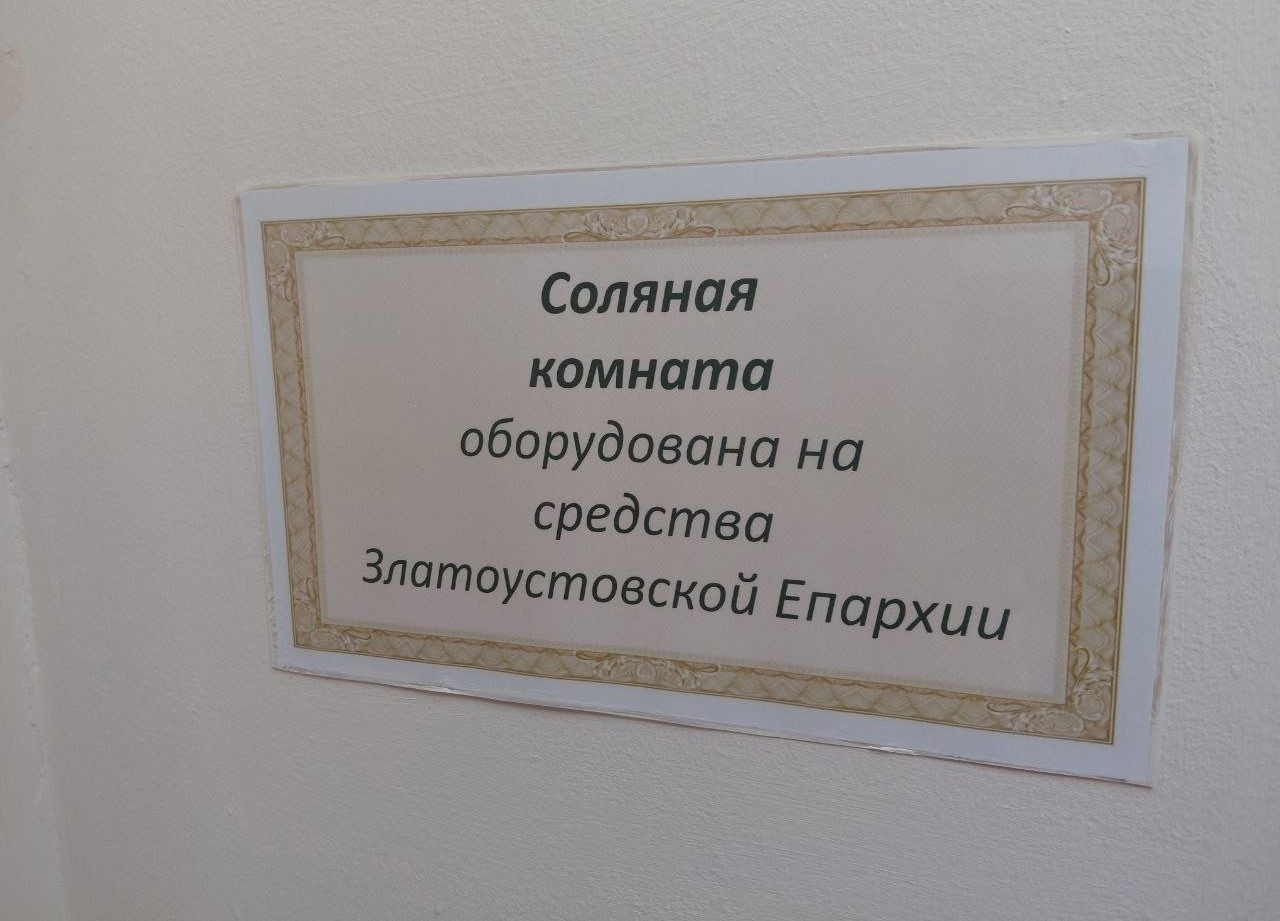 Соляная
комната
оборудована на
средства
Златоустовской Епархии